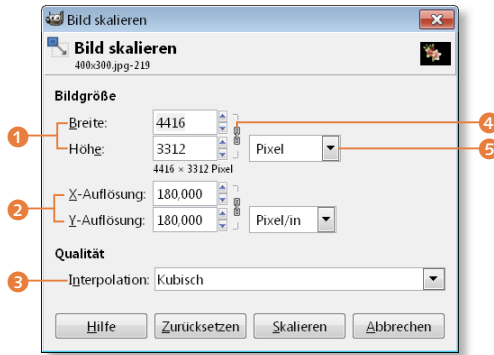 Bild skalieren
Bild skalieren
400x300.jpg-219
Bildgröße
Breite: 4416
Höhe: 3312 Pixel
4416 × 3312 Pixel
X-Auflösung: 180,000
Y-Auflösung: 180,000 Pixel/in
Qualität
Interpolation: Kubisch
Hilfe Zurücksetzen Skalieren Abbrechen
1
2
3
4
5